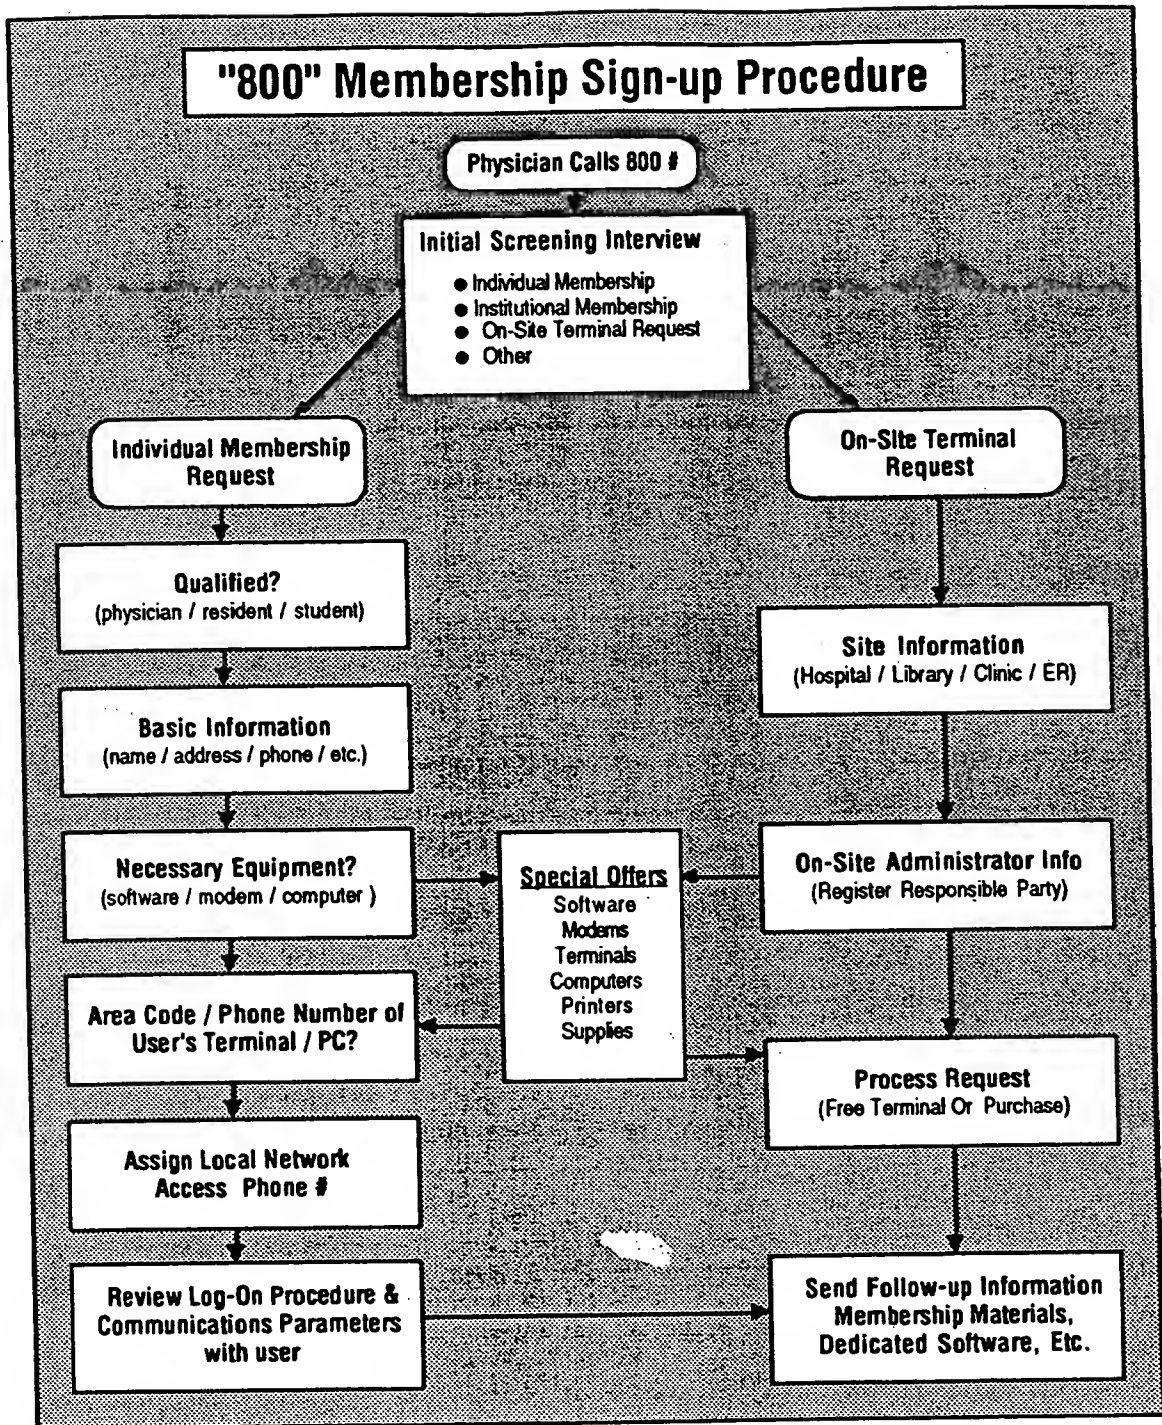 "800" Membership Sign-up Procedure
Physician Calls 800 #
Initial Screening Interview
● Individual Membership
● Institutional Membership
● On-Site Terminal Request
● Other
Individual Membership
Request
On-Site Terminal
Request
Qualified?
(physician / resident / student)
Site Information
(Hospital / Library / Clinic / ER)
Basic Information
(name / address / phone / etc.)
Necessary Equipment?
(software / modem / computer )
Special Offers
Software
Modems
Terminals
Computers
Printers
Supplies
On-Site Administrator Info
(Register Responsible Party)
Area Code / Phone Number of
User's Terminal / PC?
Process Request
(Free Terminal Or Purchase)
Assign Local Network
Access Phone #
Review Log-On Procedure &
Communications Parameters
with user
Send Follow-up Information
Membership Materials,
Dedicated Software, Etc.